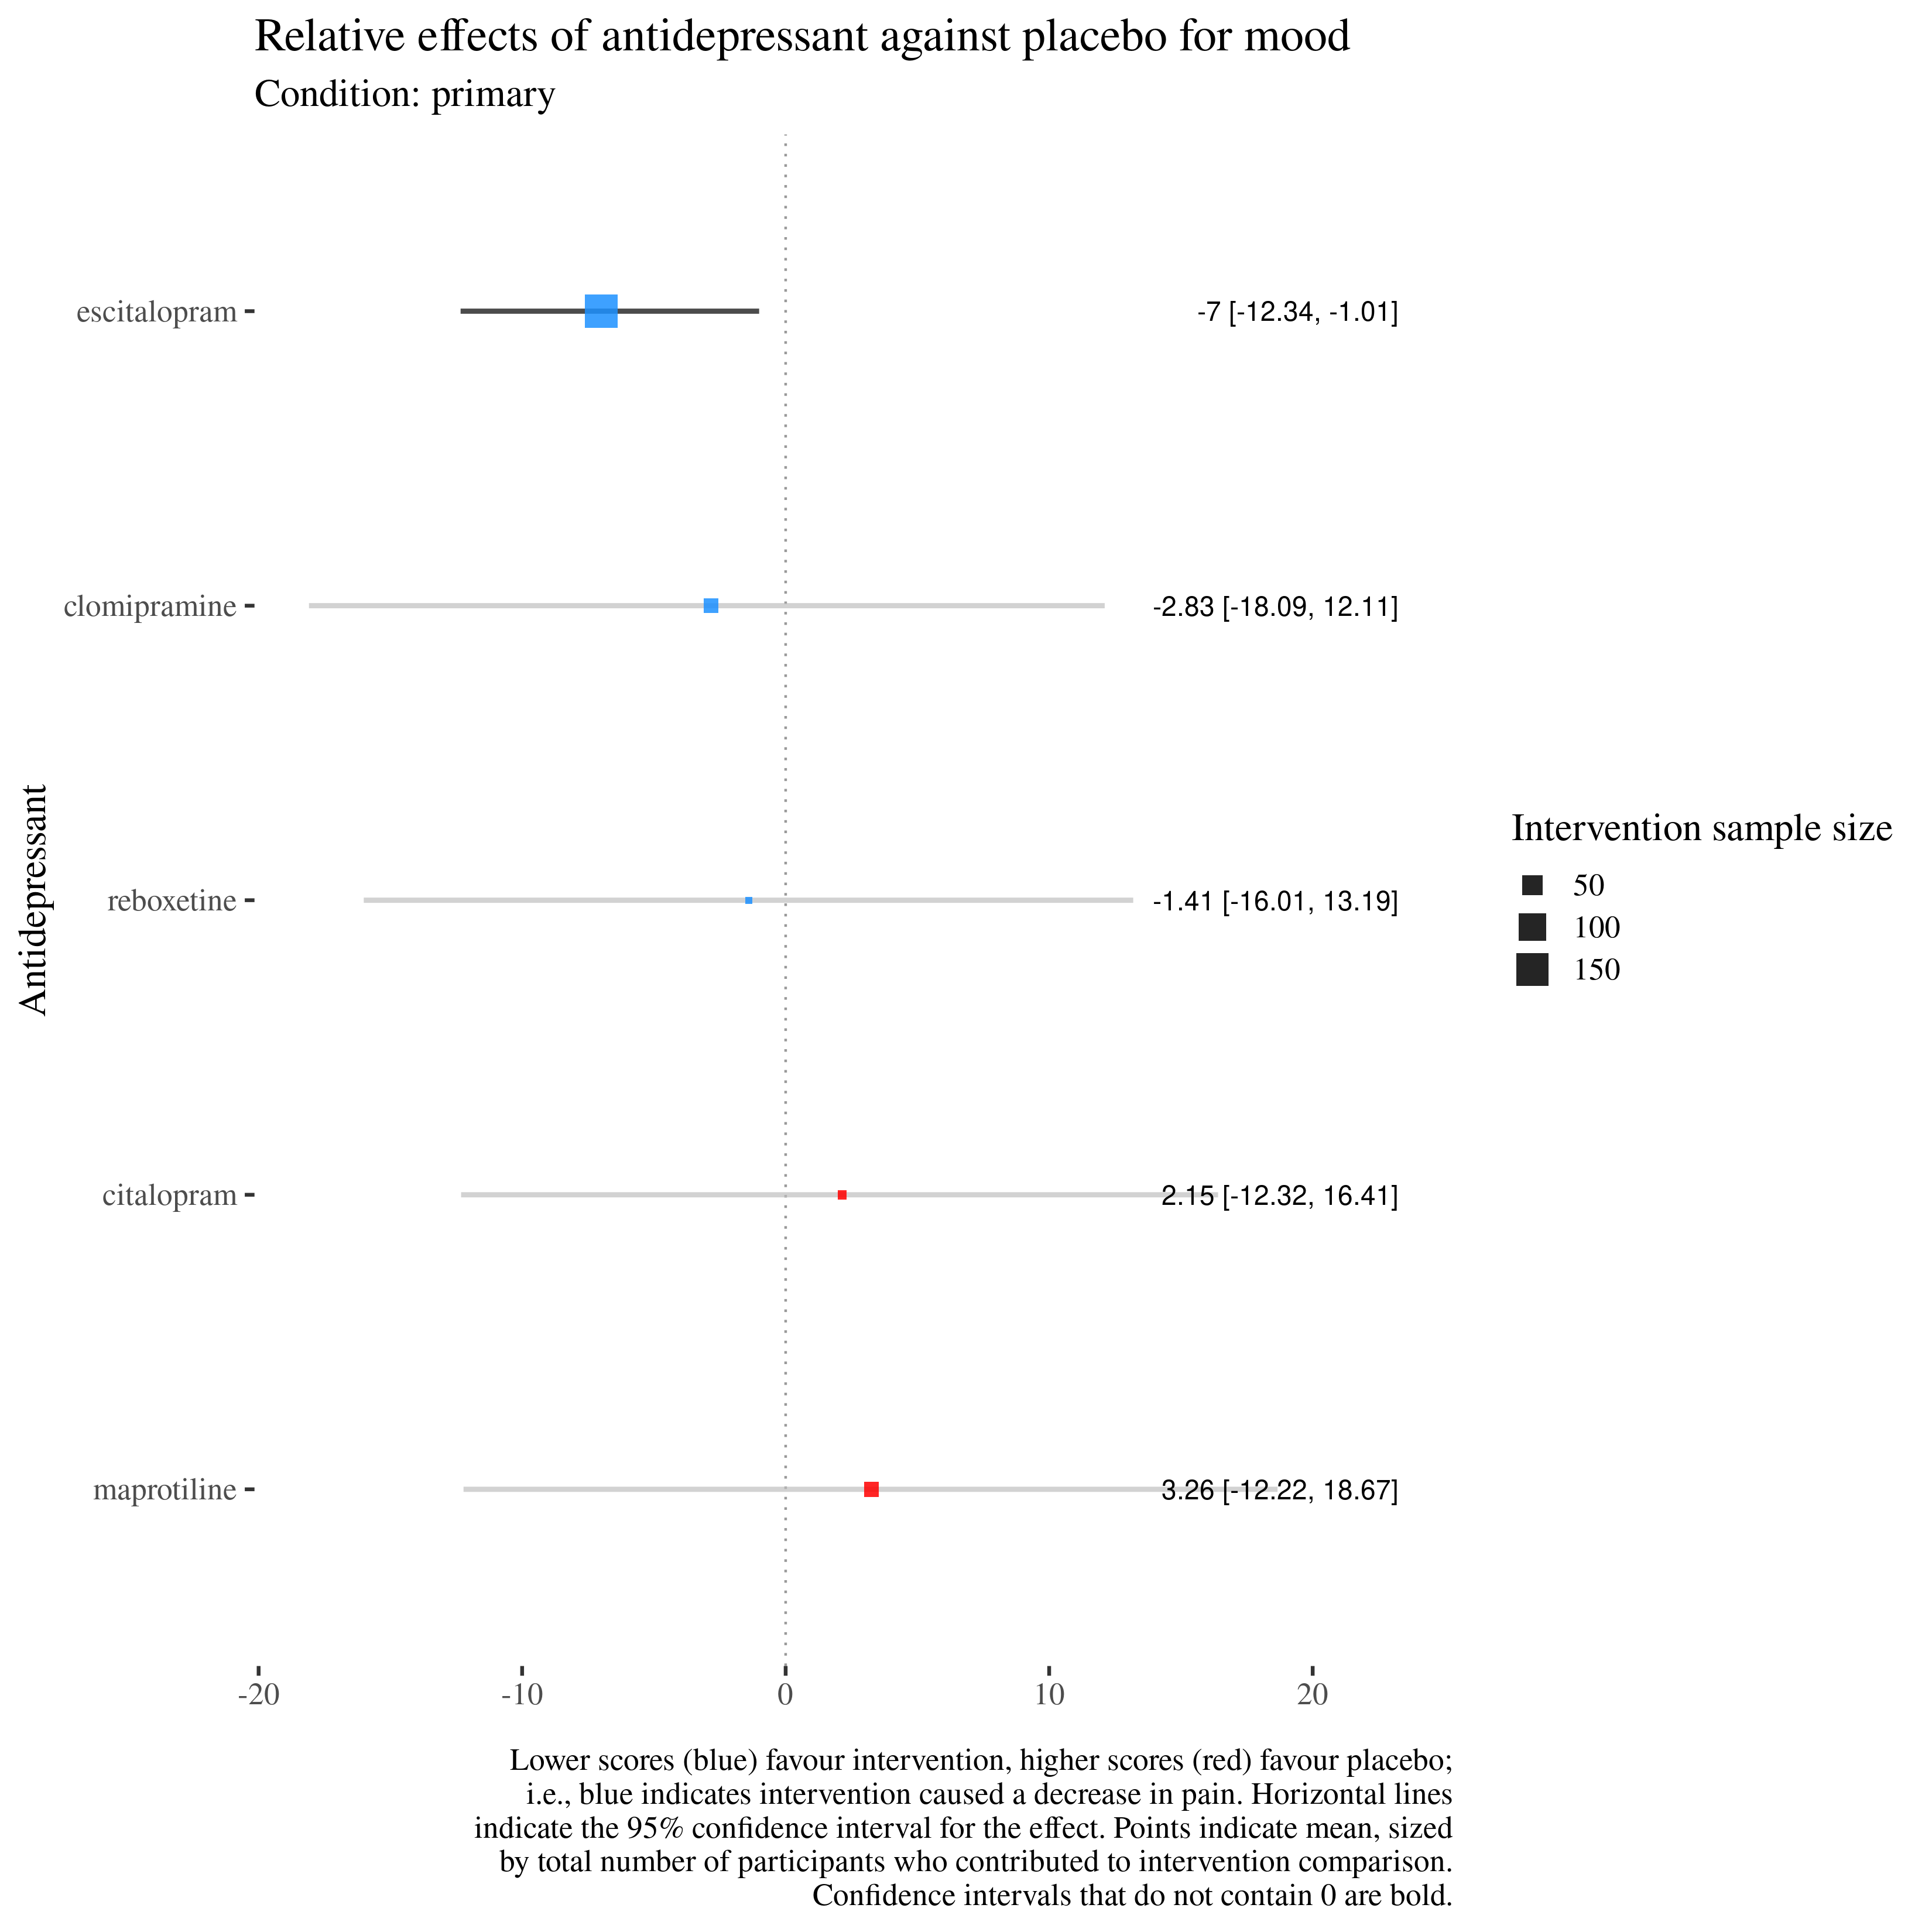 Relative effects of antidepressant against placebo for mood
Condition: primary
escitalopram
-7 [-12.34, -1.01]
clomipramine
-2.83 [-18.09, 12.11]
reboxetine
-1.41 [-16.01, 13.19]
citalopram
2.15 [-12.32, 16.41]
maprotiline
3.26 [-12.22, 18.67]
Antidepressant
Intervention sample size
50
100
150
-20 -10 0 10 20
Lower scores (blue) favour intervention, higher scores (red) favour placebo;
i.e., blue indicates intervention caused a decrease in pain. Horizontal lines
indicate the 95% confidence interval for the effect. Points indicate mean, sized
by total number of participants who contributed to intervention comparison.
Confidence intervals that do not contain 0 are bold.